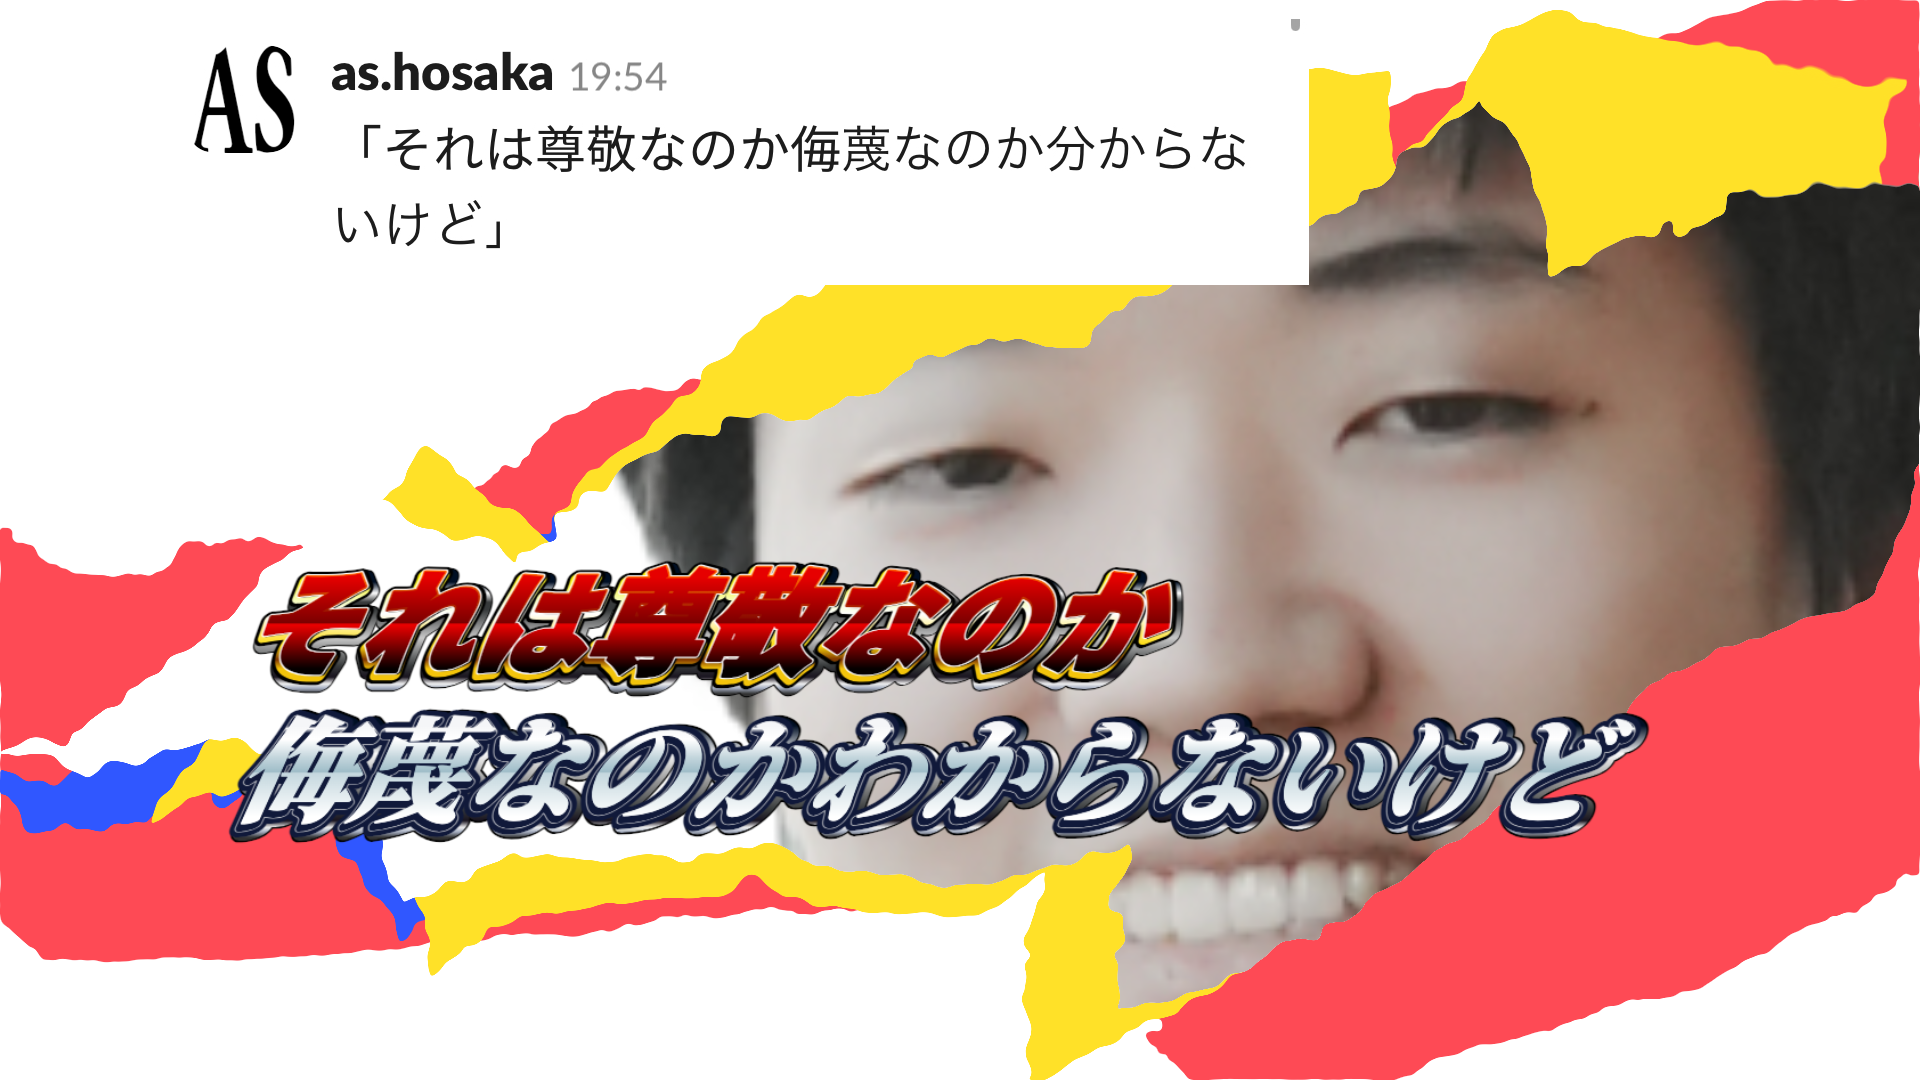 AS
as.hosaka 19:54
「それは尊敬なのか侮蔑なのか分からな
いけど」
それは尊敬なのか
侮蔑なのかわからないけど